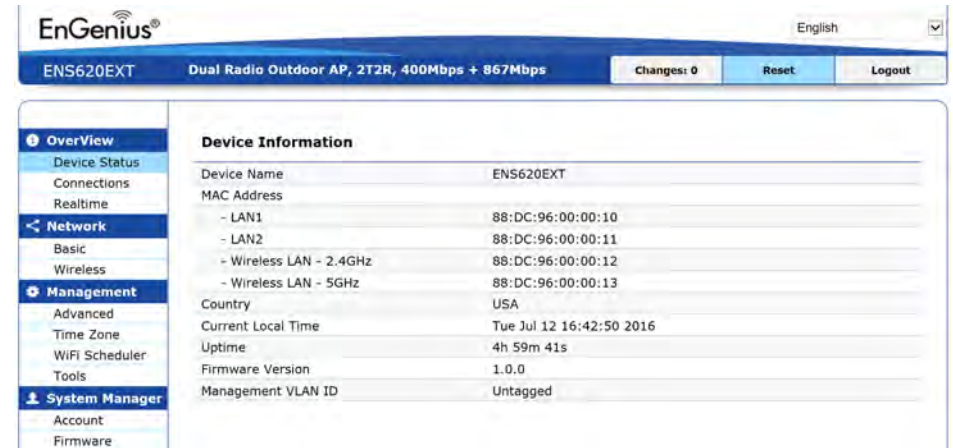 EnGenius®
English
ENS620EXT
Dual Radio Outdoor AP, 2T2R, 400Mbps + 867Mbps
Changes: 0
Reset
Logout
OverView
Device Status
Connections
Realtime
Network
Basic
Wireless
Management
Advanced
Time Zone
WiFi Scheduler
Tools
System Manager
Account
Firmware
Device Information
Device Name ENS620EXT
MAC Address
- LAN1 88:DC:96:00:00:10
- LAN2 88:DC:96:00:00:11
- Wireless LAN - 2.4GHz 88:DC:96:00:00:12
- Wireless LAN - 5GHz 88:DC:96:00:00:13
Country USA
Current Local Time Tue Jul 12 16:42:50 2016
Uptime 4h 59m 41s
Firmware Version 1.0.0
Management VLAN ID Untagged